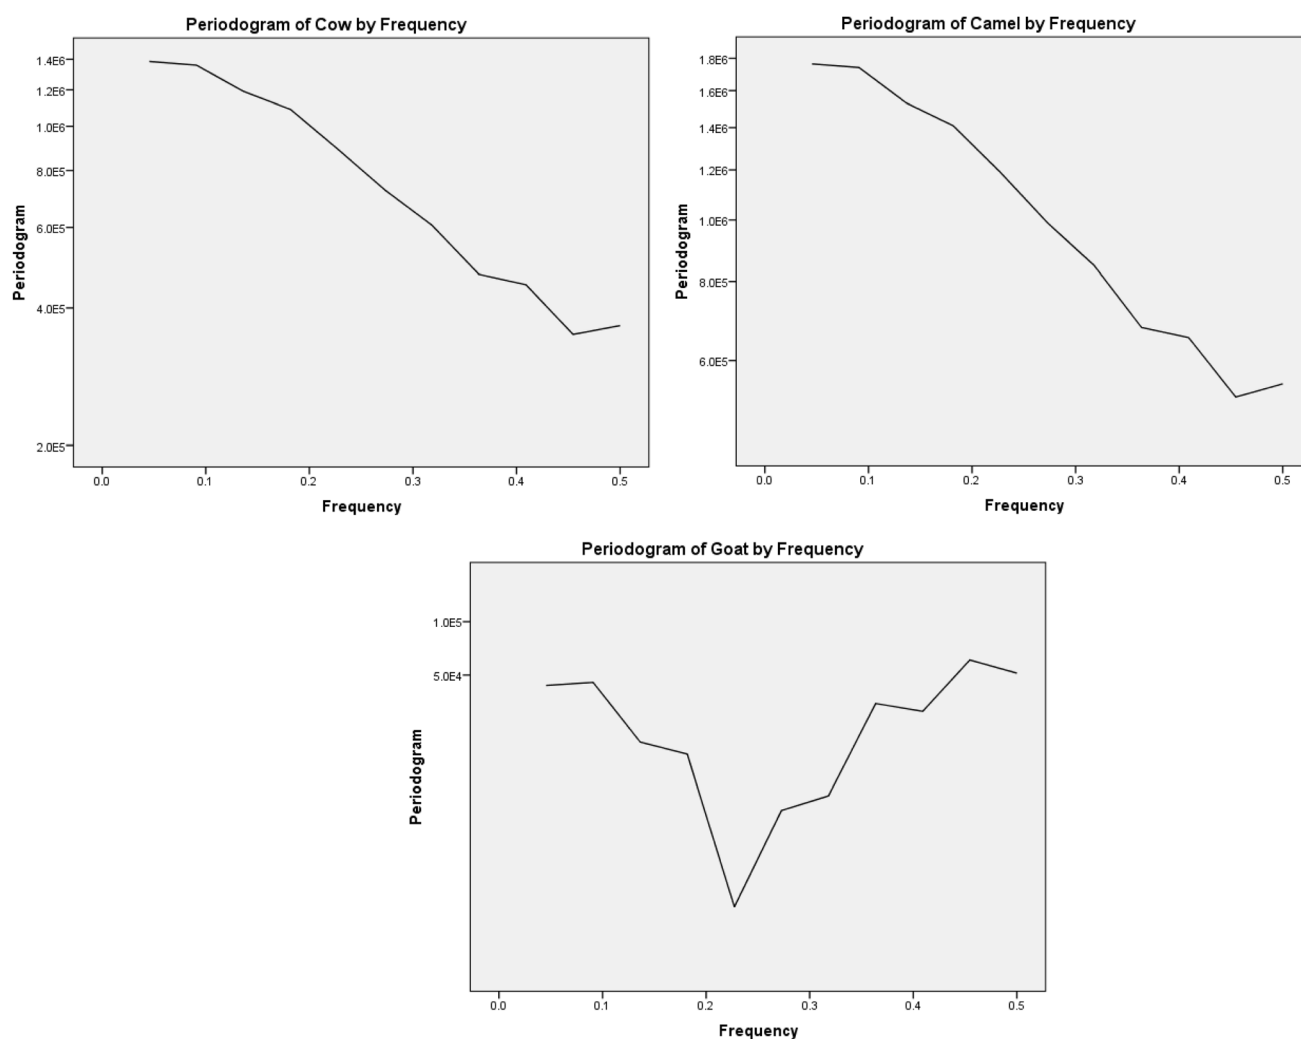 Periodogram of Cow by Frequency
1.4E6
1.2E6
1.0E6
8.0E5
6.0E5
4.0E5
2.0E5
Periodogram
0.0 0.1 0.2 0.3 0.4 0.5
Frequency
Periodogram of Camel by Frequency
1.8E6
1.6E6
1.4E6
1.2E6
1.0E6
8.0E5
6.0E5
Periodogram
0.0 0.1 0.2 0.3 0.4 0.5
Frequency
Periodogram of Goat by Frequency
1.0E5
5.0E4
Periodogram
0.0 0.1 0.2 0.3 0.4 0.5
Frequency